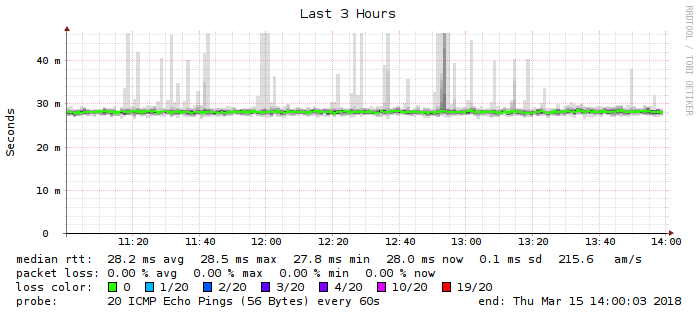 Last 3 Hours
RRDTOOL / TOBI OETIKER
Seconds
40 m
30 m
20 m
10 m
0
11:20 11:40 12:00 12:20 12:40 13:00 13:20 13:40 14:00
median rtt: 28.2 ms avg 28.5 ms max 27.8 ms min 28.0 ms now 0.1 ms sd 215.6 am/s
packet loss: 0.00 % avg 0.00 % max 0.00 % min 0.00 % now
loss color: 0 1/20 2/20 3/20 4/20 10/20 19/20
probe: 20 ICMP Echo Pings (56 Bytes) every 60s end: Thu Mar 15 14:00:03 2018